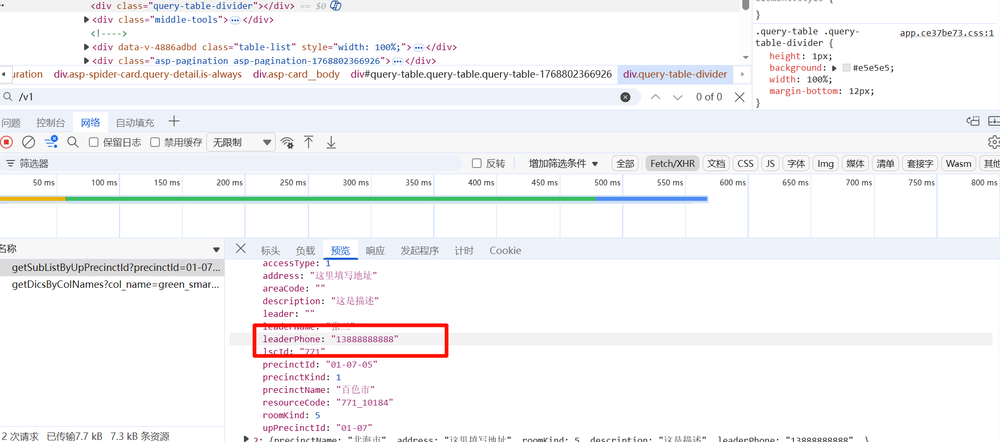 <div class="query-table-divider"></div> == $0
<div class="middle-tools">…</div>
<!---->
<div data-v-4886adbd class="table-list" style="width: 100%;">…</div>
<div class="asp-pagination asp-pagination-1768802366926">…</div>
uration div.asp-spider-card.query-detail.is-always div.asp-card__body div#query-table.query-table.query-table-1768802366926 div.query-table-divider
/v1 0 of 0
element.style {
}
.query-table .query- app.ce37be73.css:1
table-divider {
height: 1px;
background: #e5e5e5;
width: 100%;
margin-bottom: 12px;
}
问题 控制台 网络 自动填充
保留日志 禁用缓存 无限制
筛选器 反转 增加筛选条件 全部 Fetch/XHR 文档 CSS JS 字体 Img 媒体 清单 套接字 Wasm 其他
50 ms 100 ms 150 ms 200 ms 250 ms 300 ms 350 ms 400 ms 450 ms 500 ms 550 ms 600 ms 650 ms 700 ms 750 ms 800 ms
名称
getSubListByUpPrecinctId?precinctId=01-07...
getDicsByColNames?col_name=green_smar...
标头 负载 预览 响应 发起程序 计时 Cookie
accessType: 1
address: "这里填写地址"
areaCode: ""
description: "这是描述"
leader: ""
leaderName: "张三"
leaderPhone: "13888888888"
lscId: "771"
precinctId: "01-07-05"
precinctKind: 1
precinctName: "百色市"
resourceCode: "771_10184"
roomKind: 5
upPrecinctId: "01-07"
2: {precinctName: "北海市", address: "这里填写地址", roomKind: 5, description: "这是描述", leaderPhone: "13888888888",…}
2 次请求 已传输7.7 kB 7.3 kB 条资源